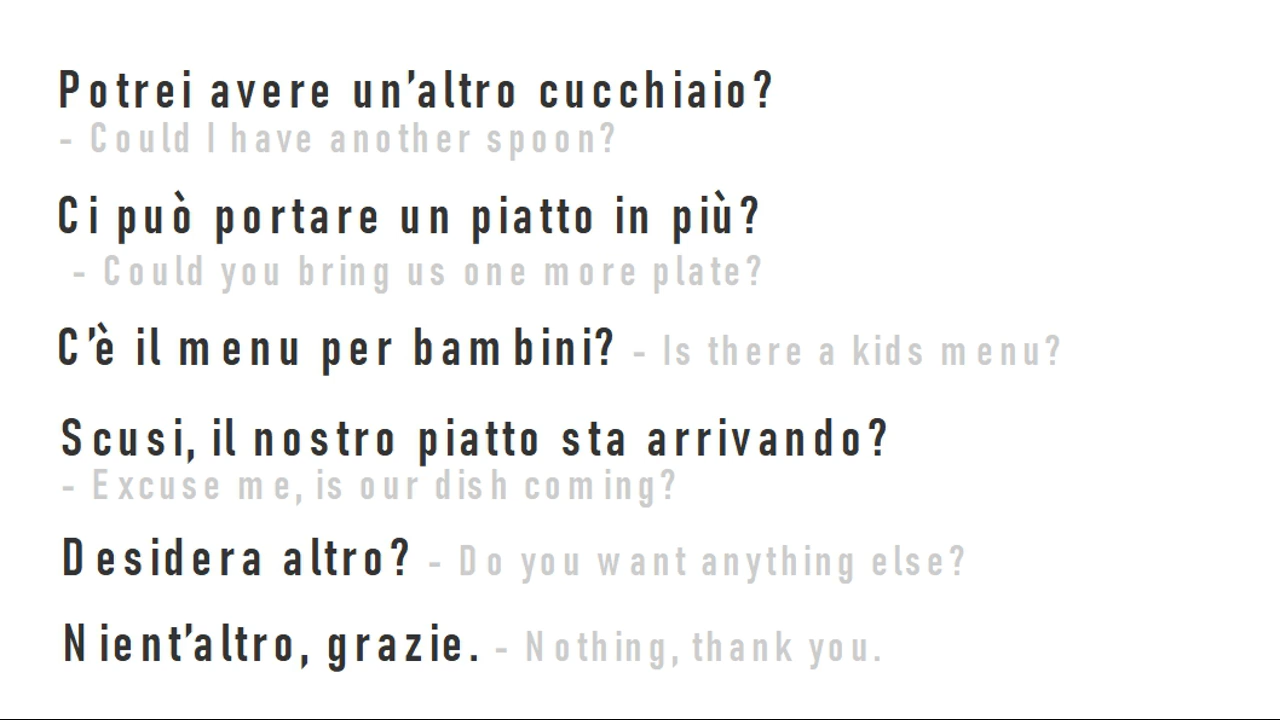 Potrei avere un’altro cucchiaio?
- Could I have another spoon?
Ci può portare un piatto in più?
- Could you bring us one more plate?
C’è il menu per bambini? - Is there a kids menu?
Scusi, il nostro piatto sta arrivando?
- Excuse me, is our dish coming?
Desidera altro? - Do you want anything else?
Nient’altro, grazie. - Nothing, thank you.